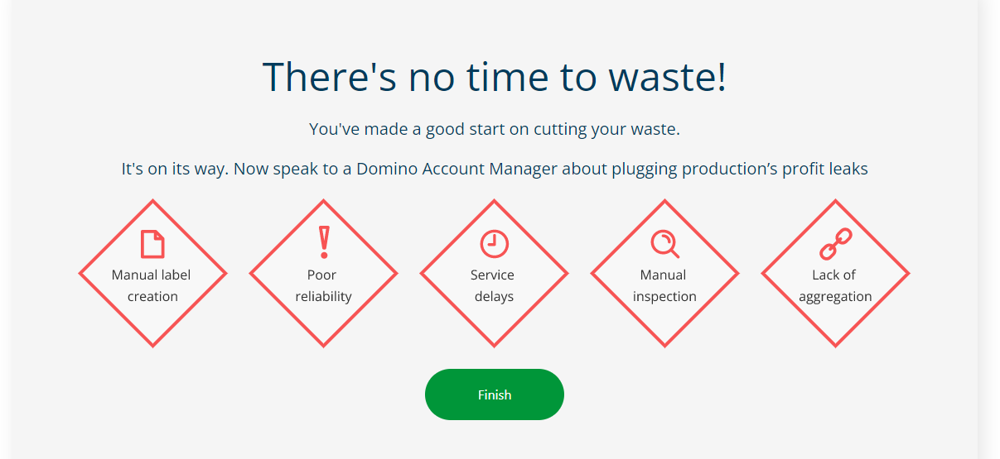 There's no time to waste!
You've made a good start on cutting your waste.
It's on its way. Now speak to a Domino Account Manager about plugging production’s profit leaks
Manual label
creation
Poor
reliability
Service
delays
Manual
inspection
Lack of
aggregation
Finish